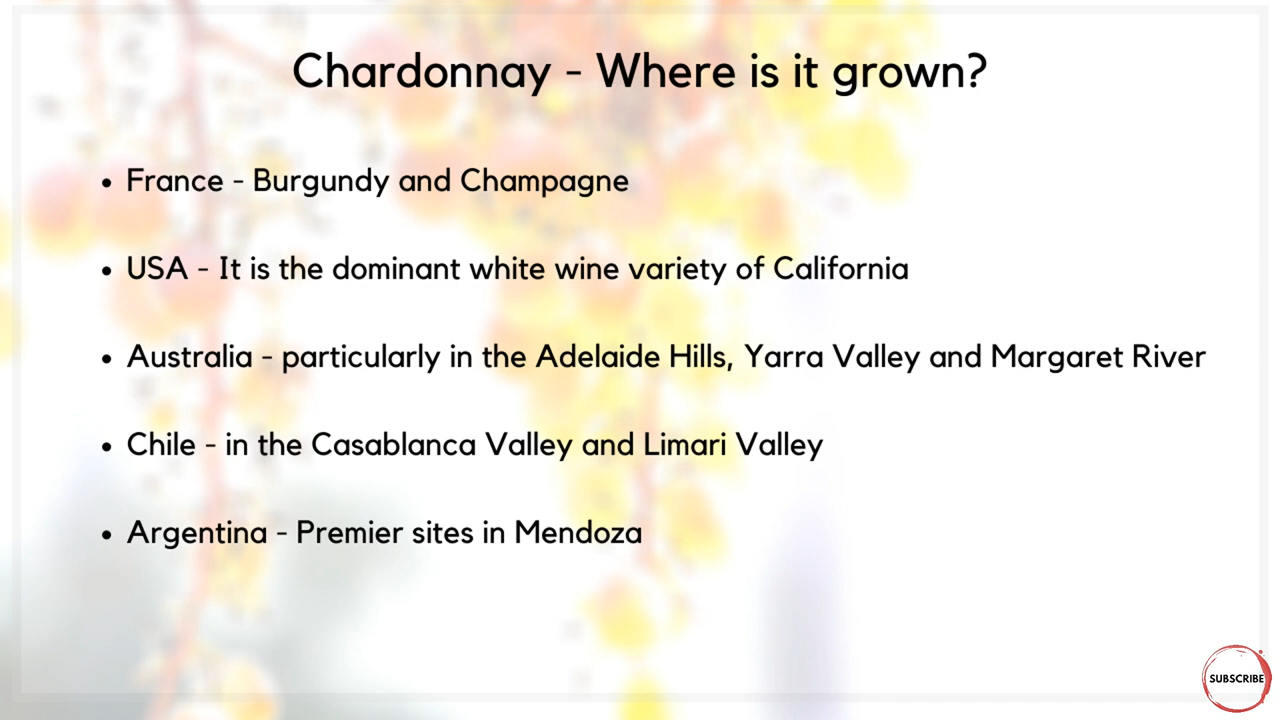 Chardonnay - Where is it grown?
• France - Burgundy and Champagne
• USA - It is the dominant white wine variety of California
• Australia - particularly in the Adelaide Hills, Yarra Valley and Margaret River
• Chile - in the Casablanca Valley and Limari Valley
• Argentina - Premier sites in Mendoza
SUBSCRIBE